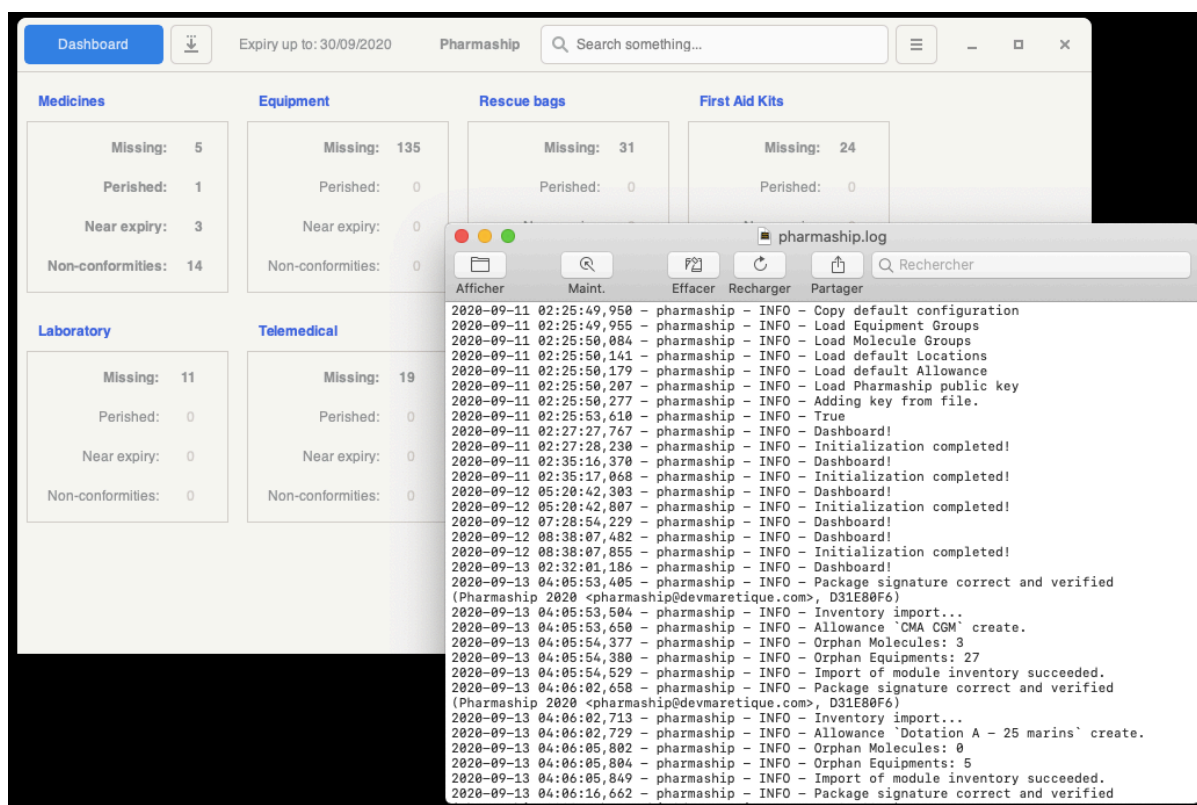 Dashboard Expiry up to: 30/09/2020 Pharmaship Search something...
Medicines Equipment Rescue bags First Aid Kits
Missing: 5 Missing: 135 Missing: 31 Missing: 24
Perished: 1 Perished: 0 Perished: 0 Perished: 0
Near expiry: 3 Near expiry: 0
Non-conformities: 14 Non-conformities: 0
Laboratory Telemedical
Missing: 11 Missing: 19
Perished: 0 Perished: 0
Near expiry: 0 Near expiry: 0
Non-conformities: 0 Non-conformities: 0
pharmaship.log
Rechercher
Afficher Maint. Effacer Recharger Partager
2020-09-11 02:25:49,950 - pharmaship - INFO - Copy default configuration
2020-09-11 02:25:49,955 - pharmaship - INFO - Load Equipment Groups
2020-09-11 02:25:50,084 - pharmaship - INFO - Load Molecule Groups
2020-09-11 02:25:50,141 - pharmaship - INFO - Load default Locations
2020-09-11 02:25:50,179 - pharmaship - INFO - Load default Allowance
2020-09-11 02:25:50,207 - pharmaship - INFO - Load Pharmaship public key
2020-09-11 02:25:50,277 - pharmaship - INFO - Adding key from file.
2020-09-11 02:25:53,610 - pharmaship - INFO - True
2020-09-11 02:27:27,767 - pharmaship - INFO - Dashboard!
2020-09-11 02:27:28,230 - pharmaship - INFO - Initialization completed!
2020-09-11 02:35:16,370 - pharmaship - INFO - Dashboard!
2020-09-11 02:35:17,068 - pharmaship - INFO - Initialization completed!
2020-09-12 05:20:42,303 - pharmaship - INFO - Dashboard!
2020-09-12 05:20:42,807 - pharmaship - INFO - Initialization completed!
2020-09-12 07:28:54,229 - pharmaship - INFO - Dashboard!
2020-09-12 08:38:07,482 - pharmaship - INFO - Dashboard!
2020-09-12 08:38:07,855 - pharmaship - INFO - Initialization completed!
2020-09-13 02:32:01,186 - pharmaship - INFO - Dashboard!
2020-09-13 04:05:53,405 - pharmaship - INFO - Package signature correct and verified
(Pharmaship 2020 <pharmaship@devmaretique.com>, D31E80F6)
2020-09-13 04:05:53,504 - pharmaship - INFO - Inventory import...
2020-09-13 04:05:53,650 - pharmaship - INFO - Allowance `CMA CGM` create.
2020-09-13 04:05:54,377 - pharmaship - INFO - Orphan Molecules: 3
2020-09-13 04:05:54,380 - pharmaship - INFO - Orphan Equipments: 27
2020-09-13 04:05:54,529 - pharmaship - INFO - Import of module inventory succeeded.
2020-09-13 04:06:02,658 - pharmaship - INFO - Package signature correct and verified
(Pharmaship 2020 <pharmaship@devmaretique.com>, D31E80F6)
2020-09-13 04:06:02,713 - pharmaship - INFO - Inventory import...
2020-09-13 04:06:02,729 - pharmaship - INFO - Allowance `Dotation A - 25 marins` create.
2020-09-13 04:06:05,802 - pharmaship - INFO - Orphan Molecules: 0
2020-09-13 04:06:05,804 - pharmaship - INFO - Orphan Equipments: 5
2020-09-13 04:06:05,849 - pharmaship - INFO - Import of module inventory succeeded.
2020-09-13 04:06:16,662 - pharmaship - INFO - Package signature correct and verified